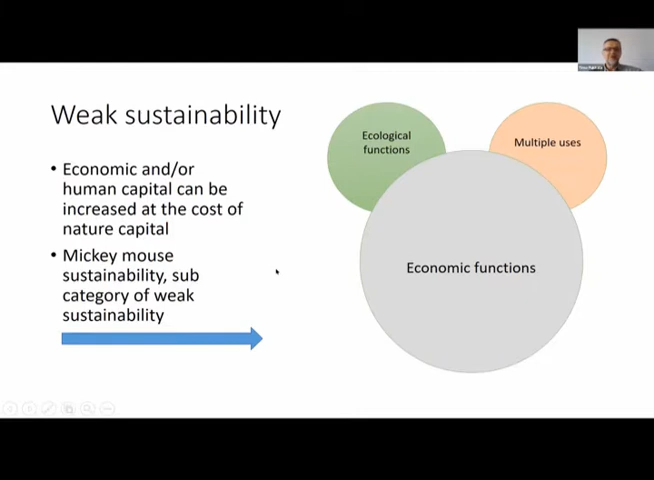 Weak sustainability
• Economic and/or
human capital can be
increased at the cost of
nature capital
• Mickey mouse
sustainability, sub
category of weak
sustainability
Ecological
functions
Multiple uses
Economic functions